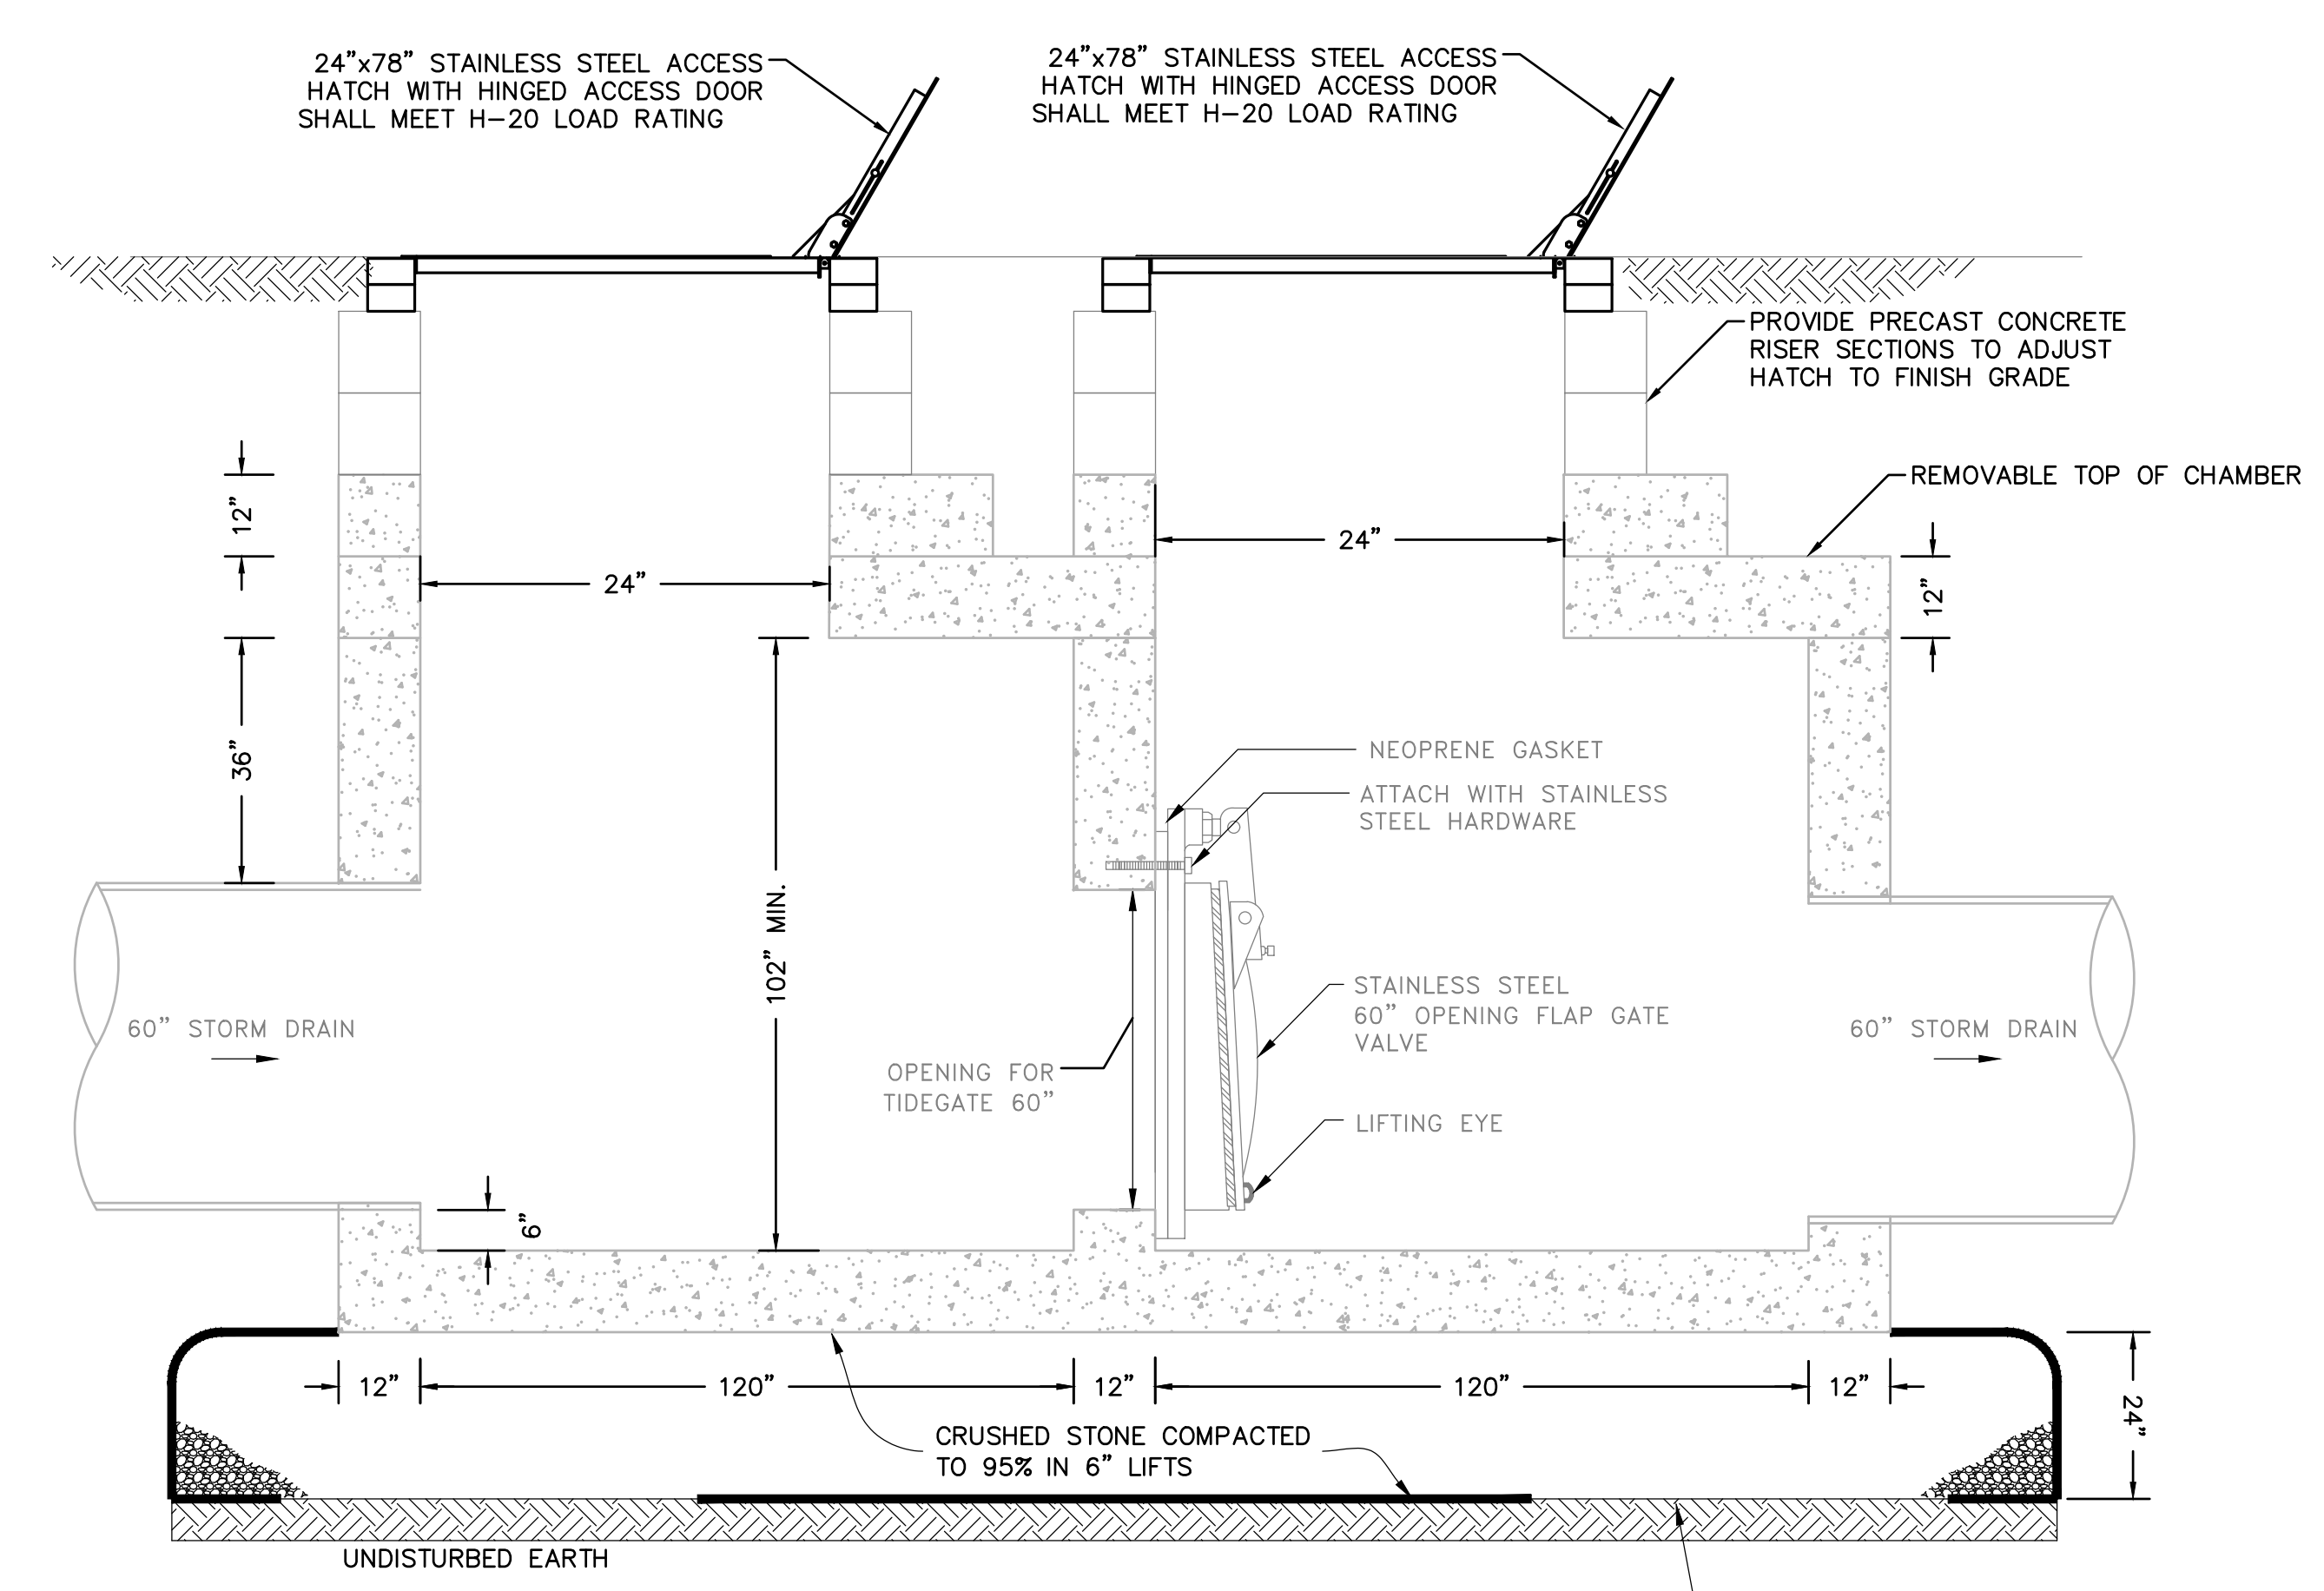 24”x78” STAINLESS STEEL ACCESS
HATCH WITH HINGED ACCESS DOOR
SHALL MEET H–20 LOAD RATING
24”x78” STAINLESS STEEL ACCESS
HATCH WITH HINGED ACCESS DOOR
SHALL MEET H–20 LOAD RATING
PROVIDE PRECAST CONCRETE
RISER SECTIONS TO ADJUST
HATCH TO FINISH GRADE
REMOVABLE TOP OF CHAMBER
12”
24”
24”
12”
36”
102” MIN.
NEOPRENE GASKET
ATTACH WITH STAINLESS
STEEL HARDWARE
60” STORM DRAIN
OPENING FOR
TIDEGATE 60”
STAINLESS STEEL
60” OPENING FLAP GATE
VALVE
LIFTING EYE
60” STORM DRAIN
6”
12”
120”
12”
120”
12”
24”
CRUSHED STONE COMPACTED
TO 95% IN 6” LIFTS
UNDISTURBED EARTH